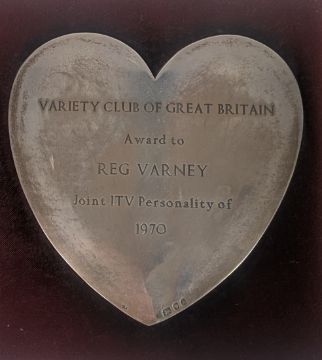 VARIETY CLUB OF GREAT BRITAIN
Award to
REG VARNEY
Joint ITV Personality of
1970